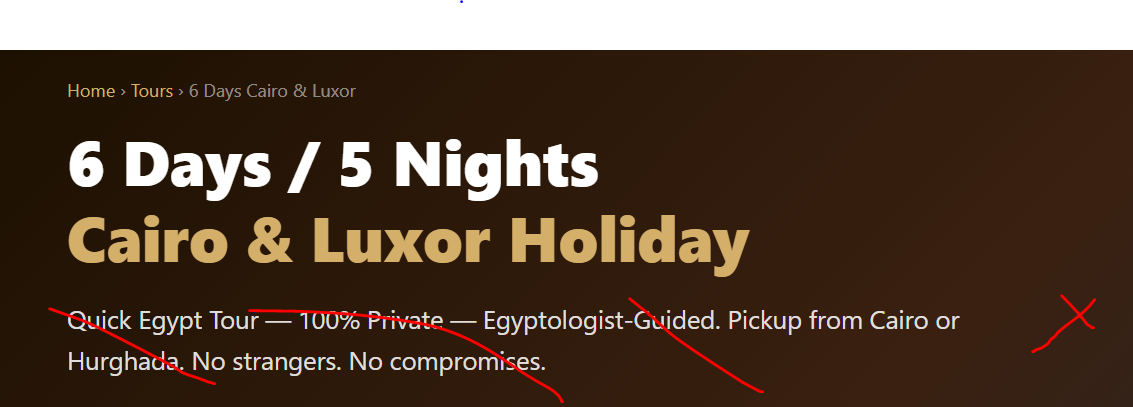 Home › Tours › 6 Days Cairo & Luxor
6 Days / 5 Nights
Cairo & Luxor Holiday
Quick Egypt Tour — 100% Private — Egyptologist-Guided. Pickup from Cairo or
Hurghada. No strangers. No compromises.